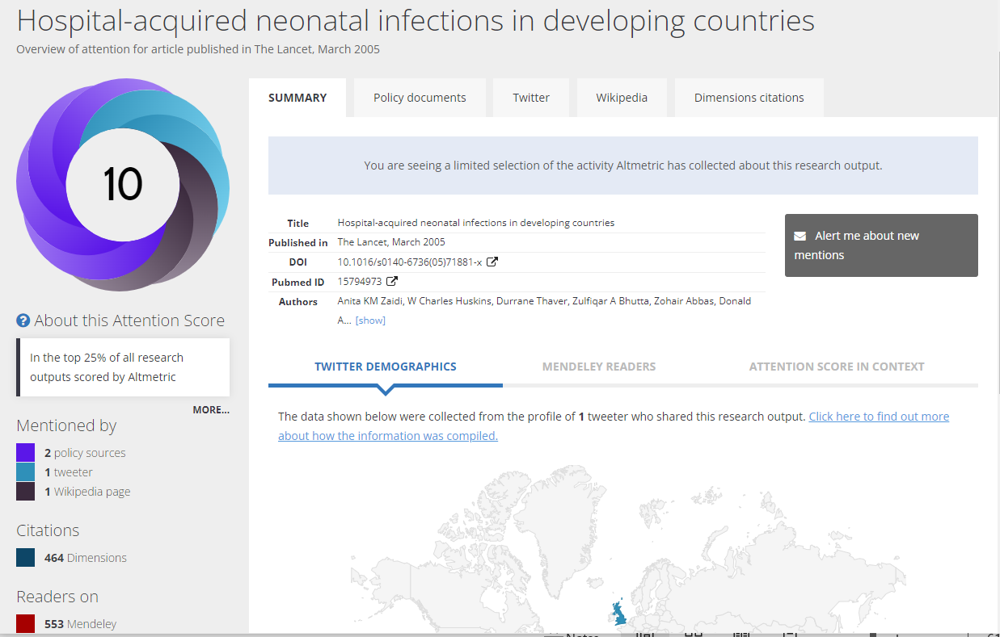 Hospital-acquired neonatal infections in developing countries
Overview of attention for article published in The Lancet, March 2005
10
SUMMARY
Policy documents
Twitter
Wikipedia
Dimensions citations
You are seeing a limited selection of the activity Altmetric has collected about this research output.
Title Hospital-acquired neonatal infections in developing countries
Published in The Lancet, March 2005
DOI 10.1016/s0140-6736(05)71881-x
Pubmed ID 15794973
Authors Anita KM Zaidi, W Charles Huskins, Durrane Thaver, Zulfiqar A Bhutta, Zohair Abbas, Donald
A… [show]
Alert me about new
mentions
? About this Attention Score
In the top 25% of all research
outputs scored by Altmetric
MORE...
Mentioned by
2 policy sources
1 tweeter
1 Wikipedia page
Citations
464 Dimensions
Readers on
553 Mendeley
TWITTER DEMOGRAPHICS
MENDELEY READERS
ATTENTION SCORE IN CONTEXT
The data shown below were collected from the profile of 1 tweeter who shared this research output. Click here to find out more
about how the information was compiled.